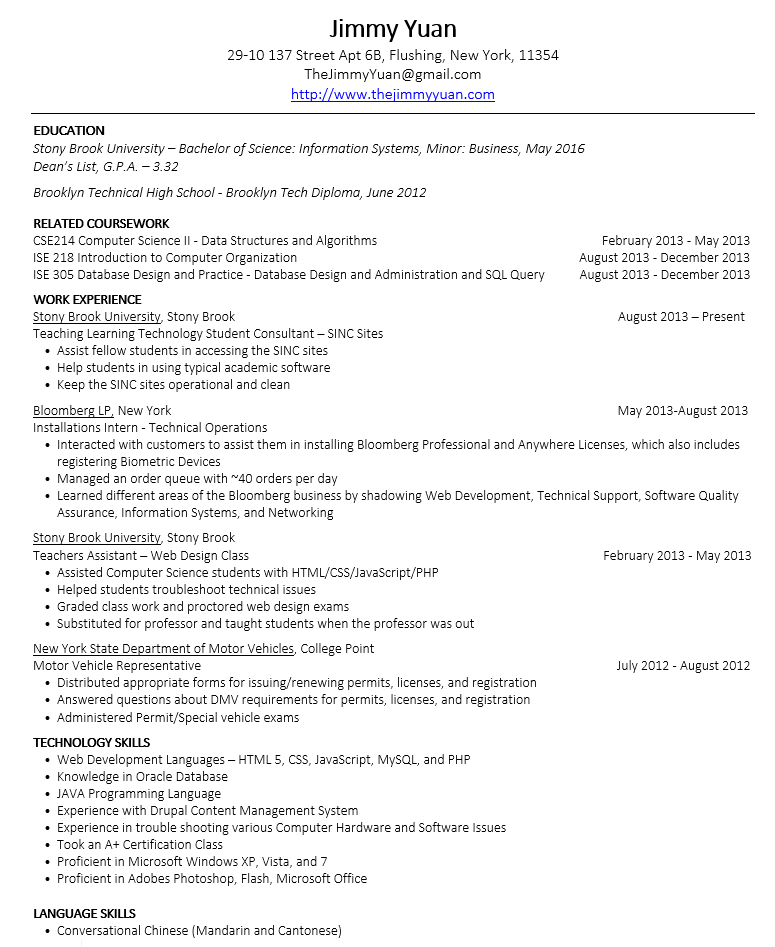 Jimmy Yuan
29-10 137 Street Apt 6B, Flushing, New York, 11354
TheJimmyYuan@gmail.com
http://www.thejimmyyuan.com
EDUCATION
Stony Brook University – Bachelor of Science: Information Systems, Minor: Business, May 2016
Dean's List, G.P.A. – 3.32
Brooklyn Technical High School - Brooklyn Tech Diploma, June 2012
RELATED COURSEWORK
CSE214 Computer Science II - Data Structures and Algorithms February 2013 - May 2013
ISE 218 Introduction to Computer Organization August 2013 - December 2013
ISE 305 Database Design and Practice - Database Design and Administration and SQL Query August 2013 - December 2013
WORK EXPERIENCE
Stony Brook University, Stony Brook August 2013 – Present
Teaching Learning Technology Student Consultant – SINC Sites
• Assist fellow students in accessing the SINC sites
• Help students in using typical academic software
• Keep the SINC sites operational and clean
Bloomberg LP, New York May 2013-August 2013
Installations Intern - Technical Operations
• Interacted with customers to assist them in installing Bloomberg Professional and Anywhere Licenses, which also includes
registering Biometric Devices
• Managed an order queue with ~40 orders per day
• Learned different areas of the Bloomberg business by shadowing Web Development, Technical Support, Software Quality
Assurance, Information Systems, and Networking
Stony Brook University, Stony Brook
Teachers Assistant – Web Design Class February 2013 - May 2013
• Assisted Computer Science students with HTML/CSS/JavaScript/PHP
• Helped students troubleshoot technical issues
• Graded class work and proctored web design exams
• Substituted for professor and taught students when the professor was out
New York State Department of Motor Vehicles, College Point
Motor Vehicle Representative July 2012 - August 2012
• Distributed appropriate forms for issuing/renewing permits, licenses, and registration
• Answered questions about DMV requirements for permits, licenses, and registration
• Administered Permit/Special vehicle exams
TECHNOLOGY SKILLS
• Web Development Languages – HTML 5, CSS, JavaScript, MySQL, and PHP
• Knowledge in Oracle Database
• JAVA Programming Language
• Experience with Drupal Content Management System
• Experience in trouble shooting various Computer Hardware and Software Issues
• Took an A+ Certification Class
• Proficient in Microsoft Windows XP, Vista, and 7
• Proficient in Adobes Photoshop, Flash, Microsoft Office
LANGUAGE SKILLS
• Conversational Chinese (Mandarin and Cantonese)